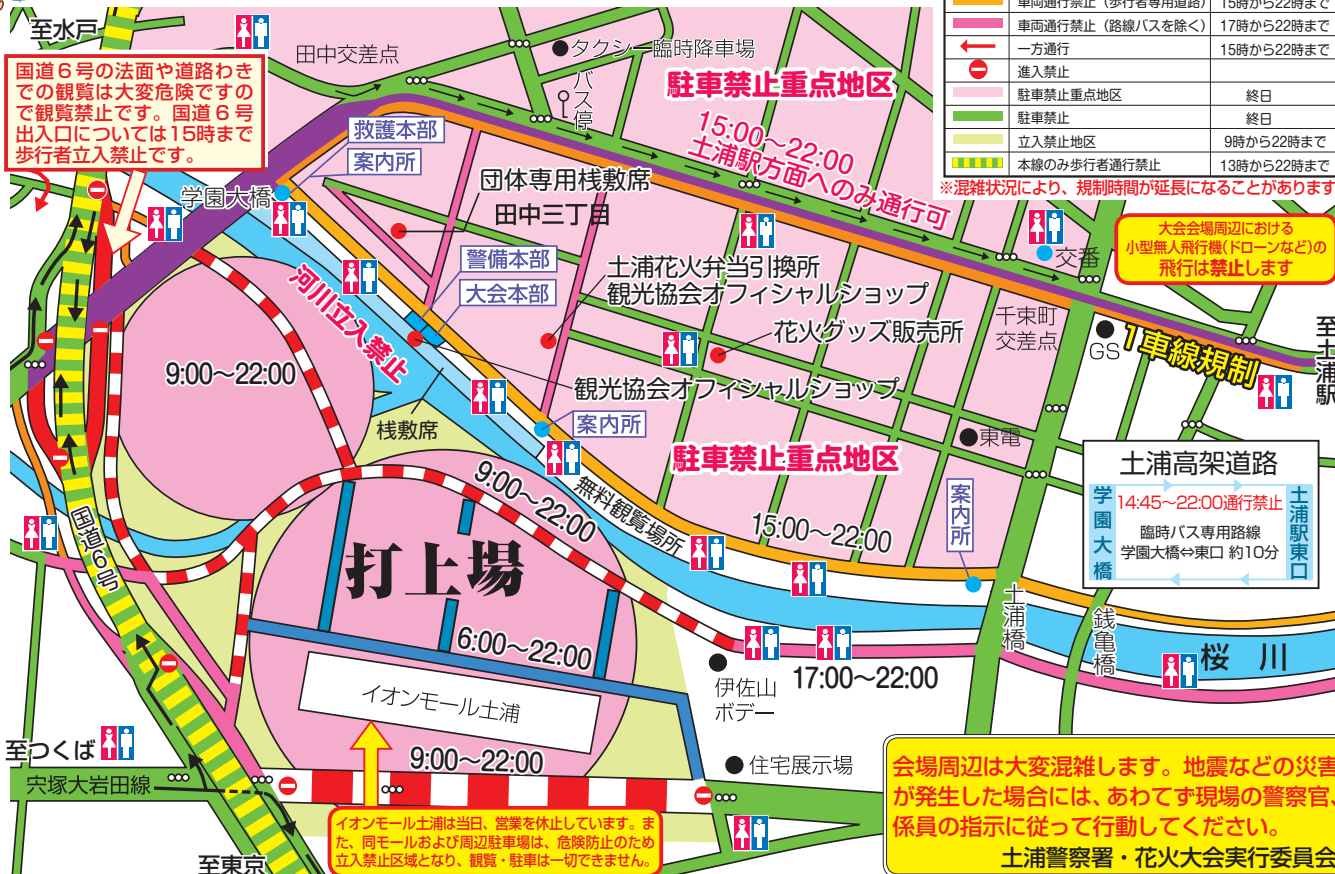 至水戸
田中交差点
タクシー臨時降車場
バス停
駐車禁止重点地区
国道6号の法面や道路わき
での観覧は大変危険ですの
で観覧禁止です。国道6号
出入口については15時まで
歩行者立入禁止です。
車両通行禁止（歩行者専用道路） 15時から22時まで
車両通行禁止（路線バスを除く） 17時から22時まで
一方通行 15時から22時まで
進入禁止
駐車禁止重点地区 終日
駐車禁止 終日
立入禁止地区 9時から22時まで
本線のみ歩行者通行禁止 13時から22時まで
※混雑状況により、規制時間が延長になることがあります
15:00〜22:00
土浦駅方面へのみ通行可
救護本部
案内所
学園大橋
団体専用桟敷席
田中三丁目
警備本部
大会本部
土浦花火弁当引換所
観光協会オフィシャルショップ
花火グッズ販売所
交番
大会会場周辺における
小型無人飛行機(ドローンなど)の
飛行は禁止します
千束町
交差点
GS
1車線規制
至土浦駅
河川立入禁止
9:00〜22:00
観光協会オフィシャルショップ
桟敷席
案内所
東電
駐車禁止重点地区
9:00〜22:00
無料観覧場所
15:00〜22:00
案内所
土浦高架道路
学園大橋
14:45〜22:00通行禁止
臨時バス専用路線
学園大橋⇔東口 約10分
土浦駅東口
国道6号
打上場
6:00〜22:00
土浦橋
銭亀橋
桜川
伊佐山
ボデー
17:00〜22:00
イオンモール土浦
至つくば
宍塚大岩田線
9:00〜22:00
住宅展示場
至東京
イオンモール土浦は当日、営業を休止しています。ま
た、同モールおよび周辺駐車場は、危険防止のため
立入禁止区域となり、観覧・駐車は一切できません。
会場周辺は大変混雑します。地震などの災害
が発生した場合には、あわてず現場の警察官、
係員の指示に従って行動してください。
土浦警察署・花火大会実行委員会